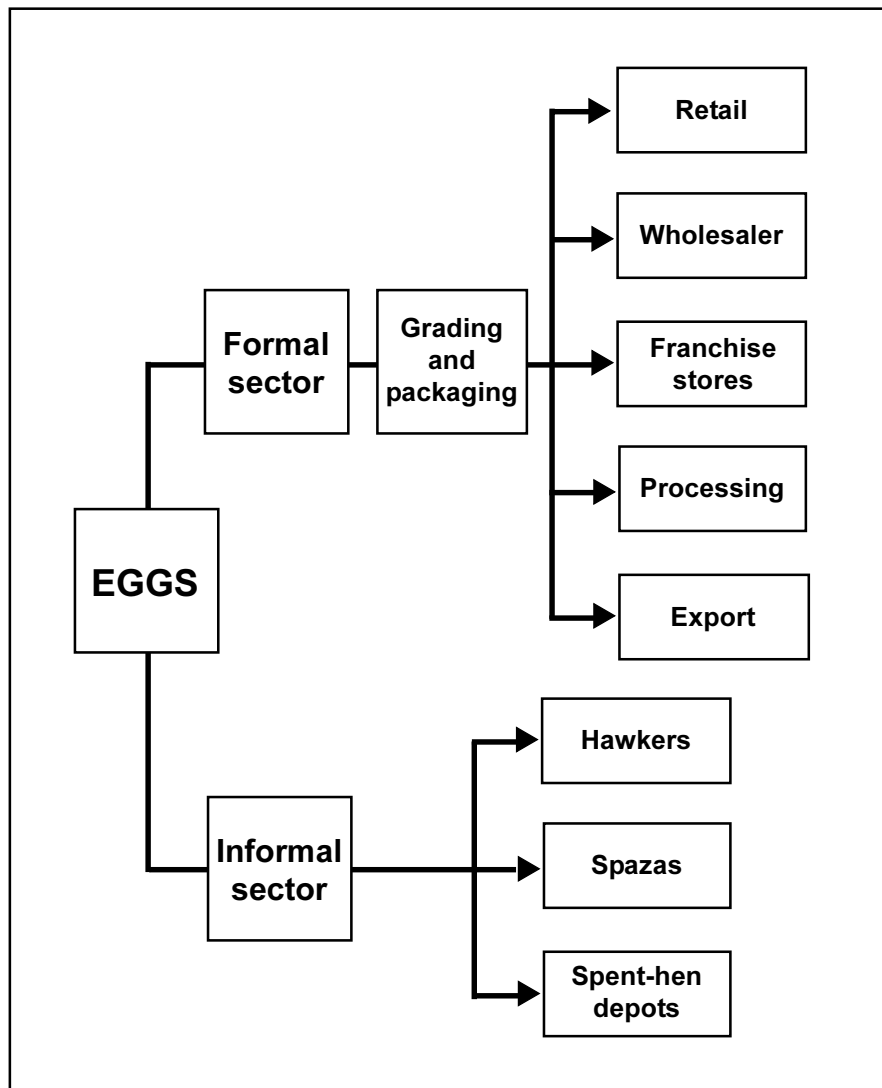 Retail
Wholesaler
Formal
sector
Grading
and
packaging
Franchise
stores
Processing
EGGS
Export
Hawkers
Informal
sector
Spazas
Spent-hen
depots